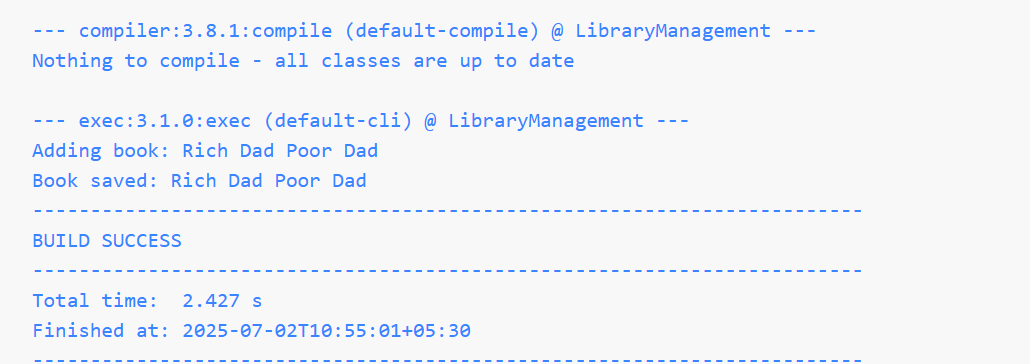 --- compiler:3.8.1:compile (default-compile) @ LibraryManagement ---
Nothing to compile - all classes are up to date
--- exec:3.1.0:exec (default-cli) @ LibraryManagement ---
Adding book: Rich Dad Poor Dad
Book saved: Rich Dad Poor Dad
------------------------------------------------------------------------
BUILD SUCCESS
------------------------------------------------------------------------
Total time:  2.427 s
Finished at: 2025-07-02T10:55:01+05:30
------------------------------------------------------------------------